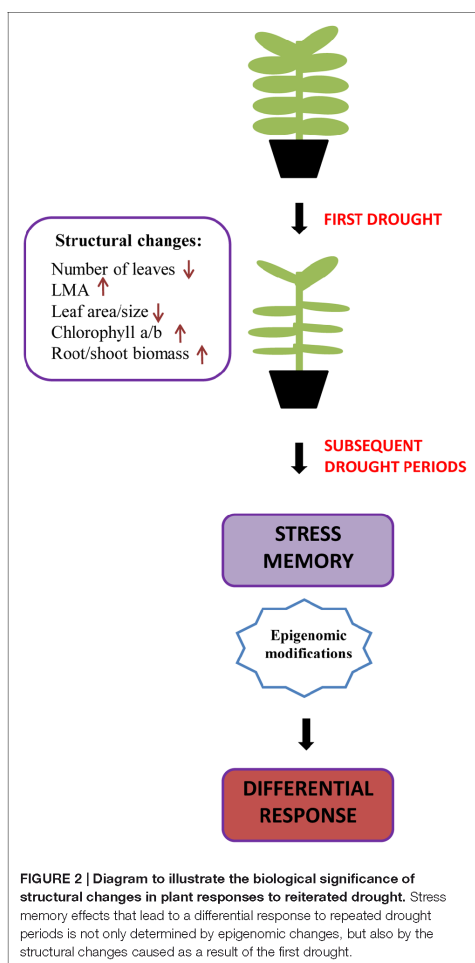 FIRST DROUGHT
Structural changes:
Number of leaves ↓
LMA ↑
Leaf area/size ↓
Chlorophyll a/b ↑
Root/shoot biomass ↑
SUBSEQUENT
DROUGHT PERIODS
STRESS
MEMORY
Epigenomic
modifications
DIFFERENTIAL
RESPONSE
FIGURE 2 | Diagram to illustrate the biological significance of
structural changes in plant responses to reiterated drought. Stress
memory effects that lead to a differential response to repeated drought
periods is not only determined by epigenomic changes, but also by the
structural changes caused as a result of the first drought.